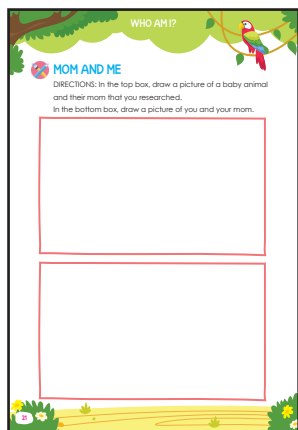 WHO AM I?
MOM AND ME
DIRECTIONS: In the top box, draw a picture of a baby animal
and their mom that you researched.
In the bottom box, draw a picture of you and your mom.
21